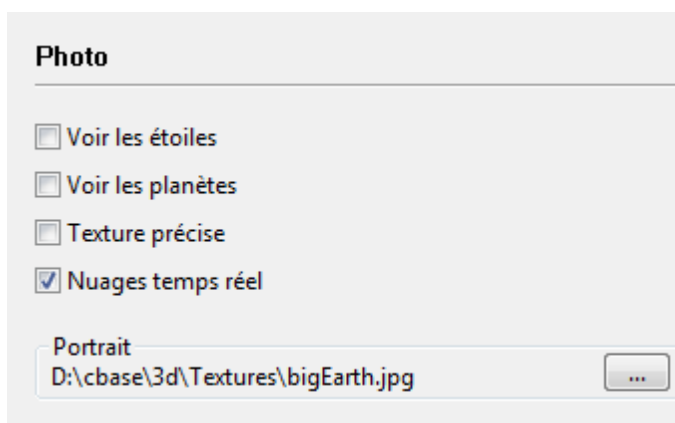 Photo
Voir les étoiles
Voir les planètes
Texture précise
Nuages temps réel
Portrait
D:\cbase\3d\Textures\bigEarth.jpg
...